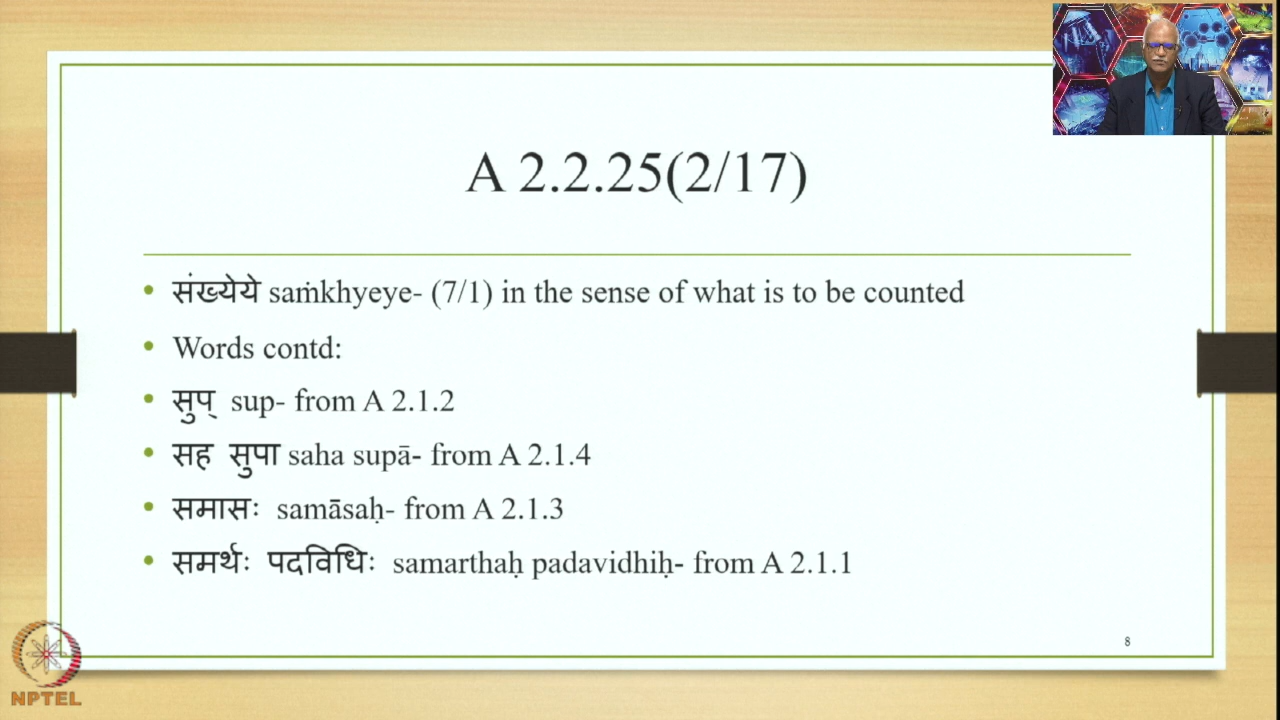 A 2.2.25(2/17)
संख्येये saṁkhyeye- (7/1) in the sense of what is to be counted
Words contd:
सुप् sup- from A 2.1.2
सह सुपा saha supā- from A 2.1.4
समासः samāsaḥ- from A 2.1.3
समर्थः पदविधिः samarthaḥ padavidhiḥ- from A 2.1.1
8
NPTEL